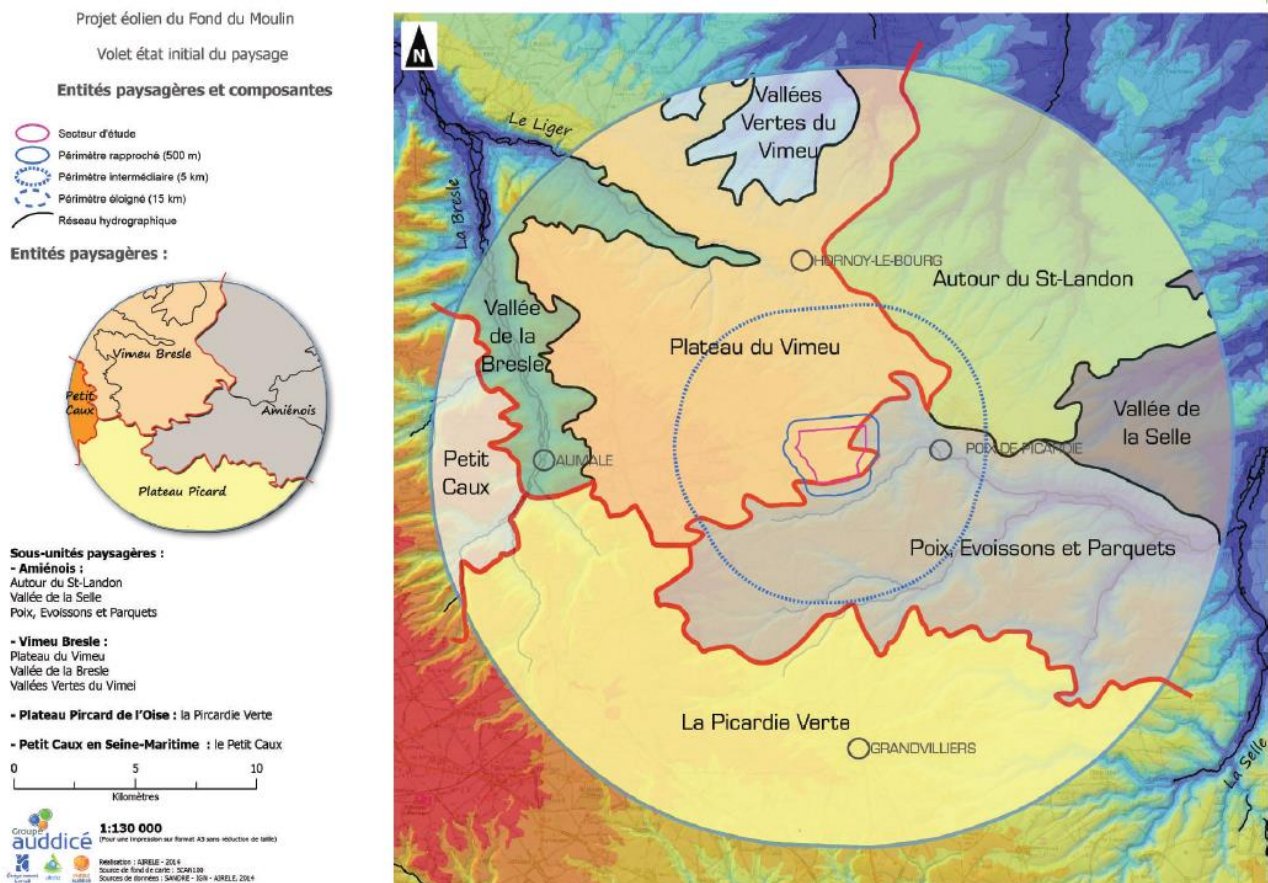 Projet éolien du Fond du Moulin
Volet état initial du paysage
Entités paysagères et composantes
Secteur d'étude
Périmètre rapproché (500 m)
Périmètre intermédiaire (5 km)
Périmètre éloigné (15 km)
Réseau hydrographique
Entités paysagères :
Vimeu Bresle
Petit
Caux
Amiénois
Plateau Picard
Sous-unités paysagères :
- Amiénois :
Autour du St-Landon
Vallée de la Selle
Poix, Evoissons et Parquets
- Vimeu Bresle :
Plateau du Vimeu
Vallée de la Bresle
Vallées Vertes du Vimei
- Plateau Pircard de l'Oise : la Pircardie Verte
- Petit Caux en Seine-Maritime : le Petit Caux
0 5 10
Kilomètres
Groupe
auddicé
1:130 000
(Pour une impression sur format A3 sans réduction de taille)
Réalisation : AIRELE - 2014
Source de fond de carte : SCAN100
Sources de données : SANDRE - IGN - AIRELE, 2014
N
Le Liger
La Bresle
Vallées
Vertes du
Vimeu
HORNOY-LE-BOURG
Autour du St-Landon
Vallée
de la
Bresle
Plateau du Vimeu
Vallée de
la Selle
Petit
Caux
AUMALE
POIX-DE-PICARDIE
Poix, Evoissons et Parquets
La Picardie Verte
GRANDVILLIERS
La Selle